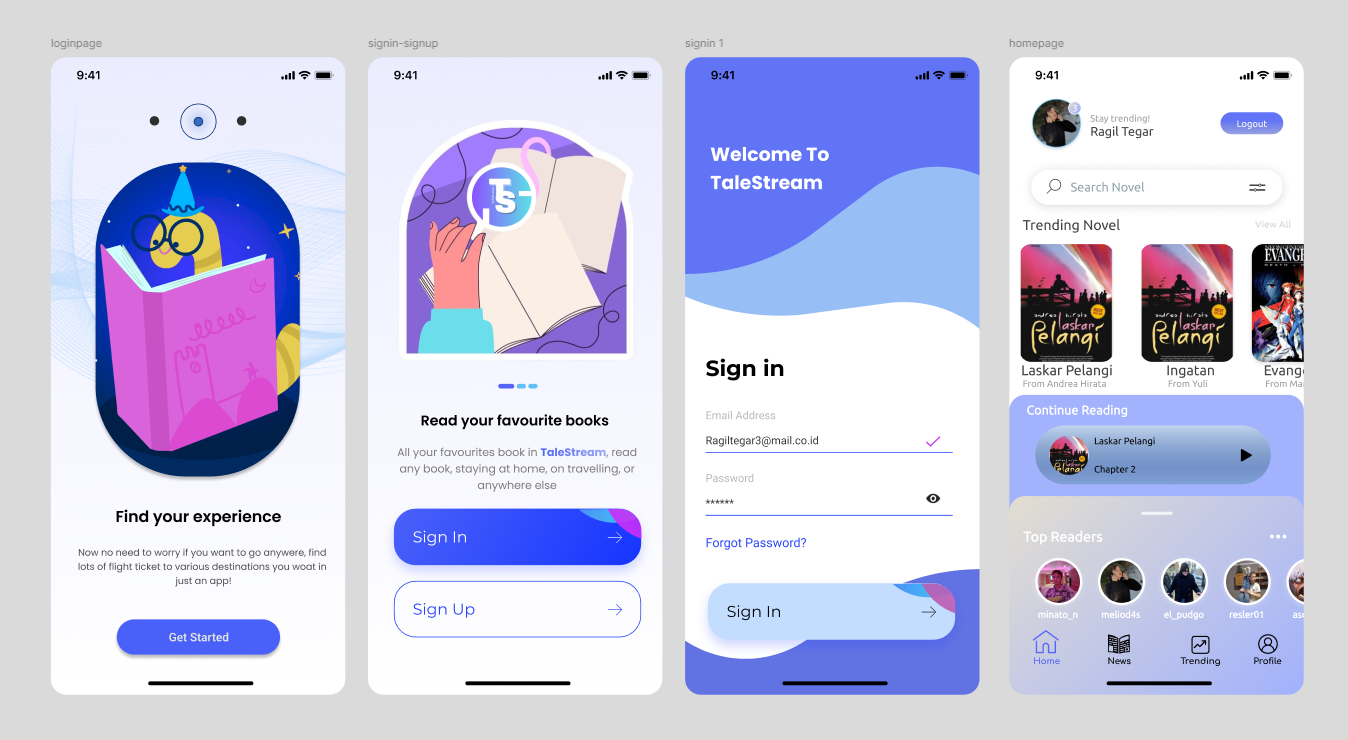 loginpage
9:41
Find your experience
Now no need to worry if you want to go anywere, find
lots of flight ticket to various destinations you woat in
just an app!
Get Started
signin-signup
9:41
TS
Read your favourite books
All your favourites book in TaleStream, read
any book, staying at home, on travelling, or
anywhere else
Sign In
Sign Up
signin 1
9:41
Welcome To
TaleStream
Sign in
Email Address
Ragiltegar3@mail.co.id
Password
******
Forgot Password?
Sign In
homepage
9:41
3
Stay trending!
Ragil Tegar
Logout
Search Novel
Trending Novel
View All
andrea hirata
laskar
Pelangi
andrea hirata
laskar
Pelangi
EVANGE
Laskar Pelangi
From Andrea Hirata
Ingatan
From Yuli
Evang
From Ma
Continue Reading
Laskar Pelangi
Chapter 2
Top Readers
minato_n
meliod4s
el_pudgo
resler01
aso
Home
News
Trending
Profile